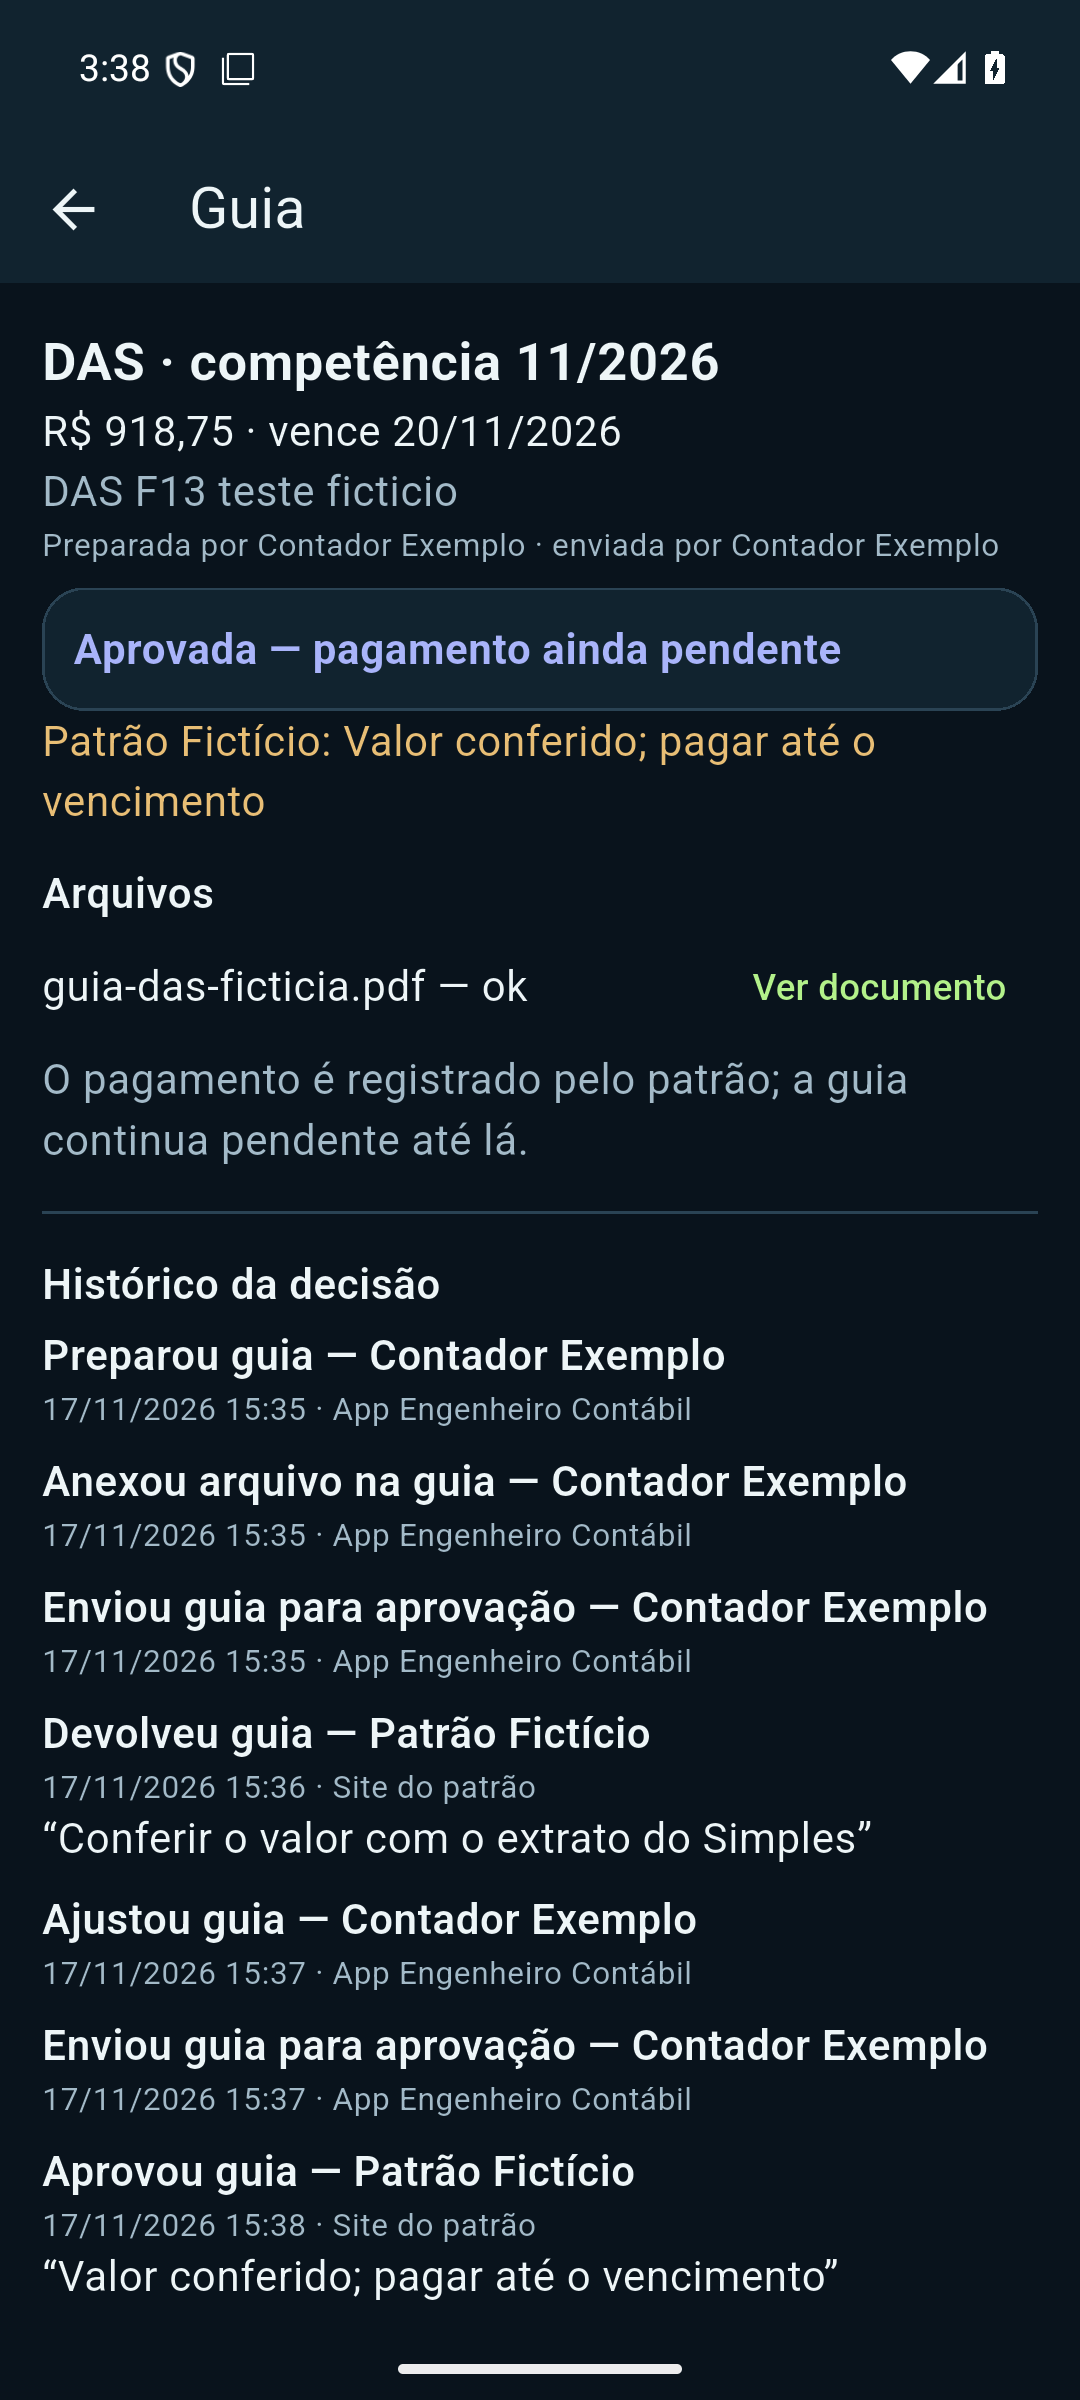 3:38
Guia
DAS · competência 11/2026
R$ 918,75 · vence 20/11/2026
DAS F13 teste ficticio
Preparada por Contador Exemplo · enviada por Contador Exemplo
Aprovada — pagamento ainda pendente
Patrão Fictício: Valor conferido; pagar até o
vencimento
Arquivos
guia-das-ficticia.pdf — ok
Ver documento
O pagamento é registrado pelo patrão; a guia
continua pendente até lá.
Histórico da decisão
Preparou guia — Contador Exemplo
17/11/2026 15:35 · App Engenheiro Contábil
Anexou arquivo na guia — Contador Exemplo
17/11/2026 15:35 · App Engenheiro Contábil
Enviou guia para aprovação — Contador Exemplo
17/11/2026 15:35 · App Engenheiro Contábil
Devolveu guia — Patrão Fictício
17/11/2026 15:36 · Site do patrão
“Conferir o valor com o extrato do Simples”
Ajustou guia — Contador Exemplo
17/11/2026 15:37 · App Engenheiro Contábil
Enviou guia para aprovação — Contador Exemplo
17/11/2026 15:37 · App Engenheiro Contábil
Aprovou guia — Patrão Fictício
17/11/2026 15:38 · Site do patrão
“Valor conferido; pagar até o vencimento”